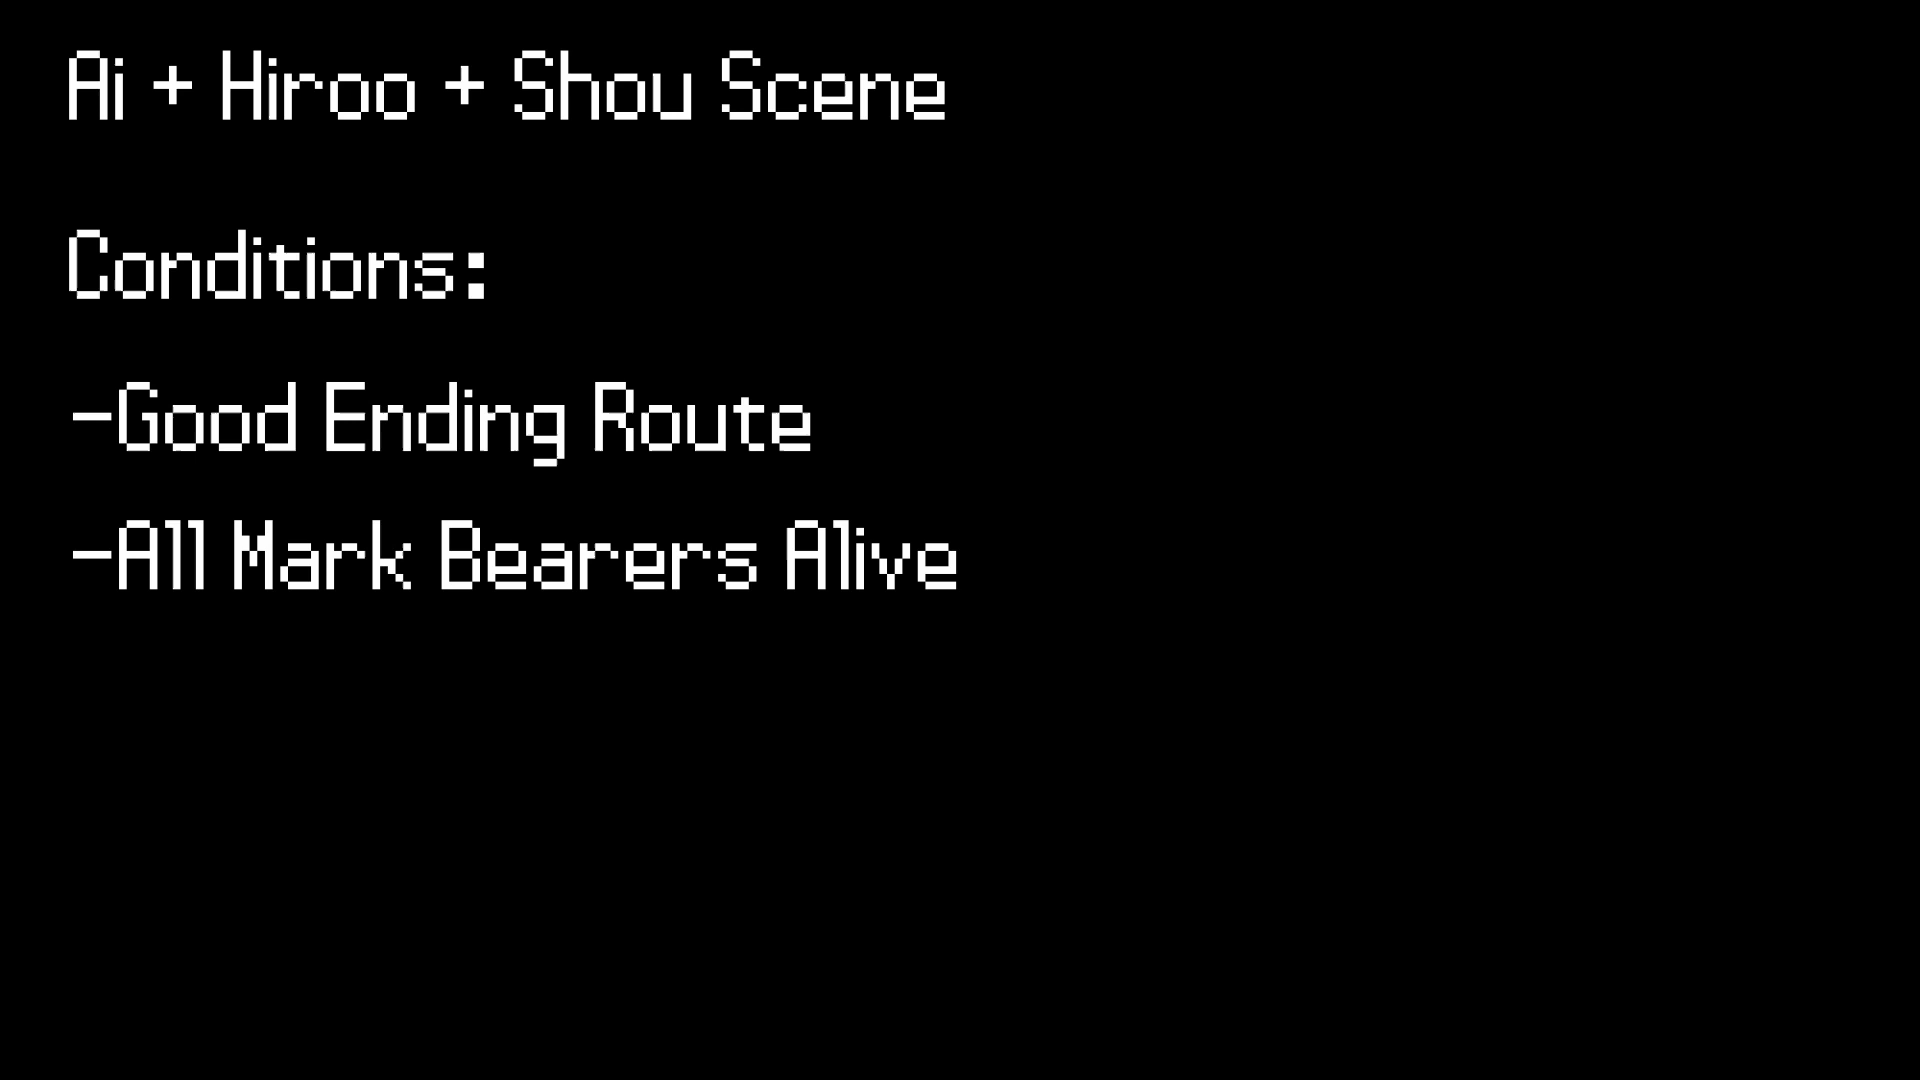 Ai + Hiroo + Shou Scene
Conditions:
-Good Ending Route
-All Mark Bearers Alive